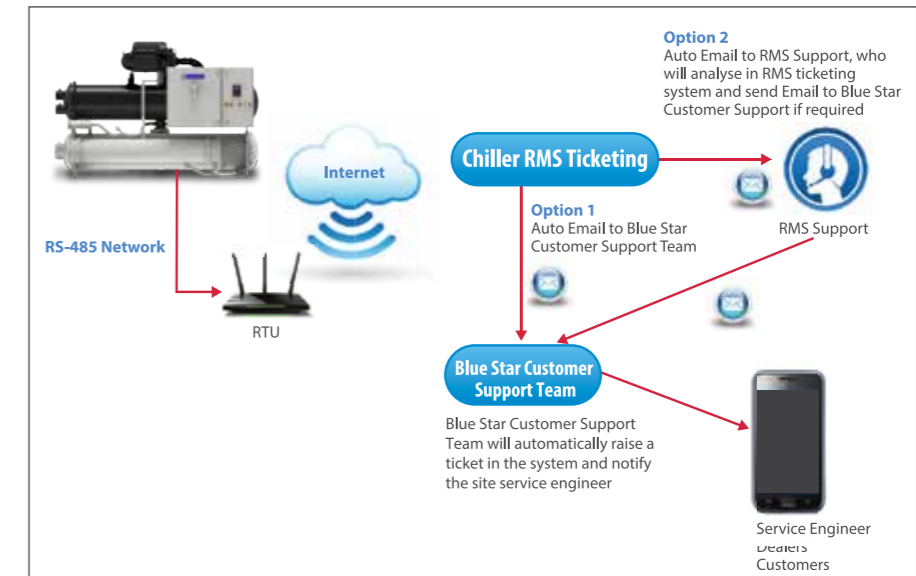 Option 2
Auto Email to RMS Support, who
will analyse in RMS ticketing
system and send Email to Blue Star
Customer Support if required
Internet
Chiller RMS Ticketing
Option 1
Auto Email to Blue Star
Customer Support Team
RMS Support
RS-485 Network
RTU
Blue Star Customer
Support Team
Blue Star Customer Support
Team will automatically raise a
ticket in the system and notify
the site service engineer
Service Engineer
Dealers
Customers